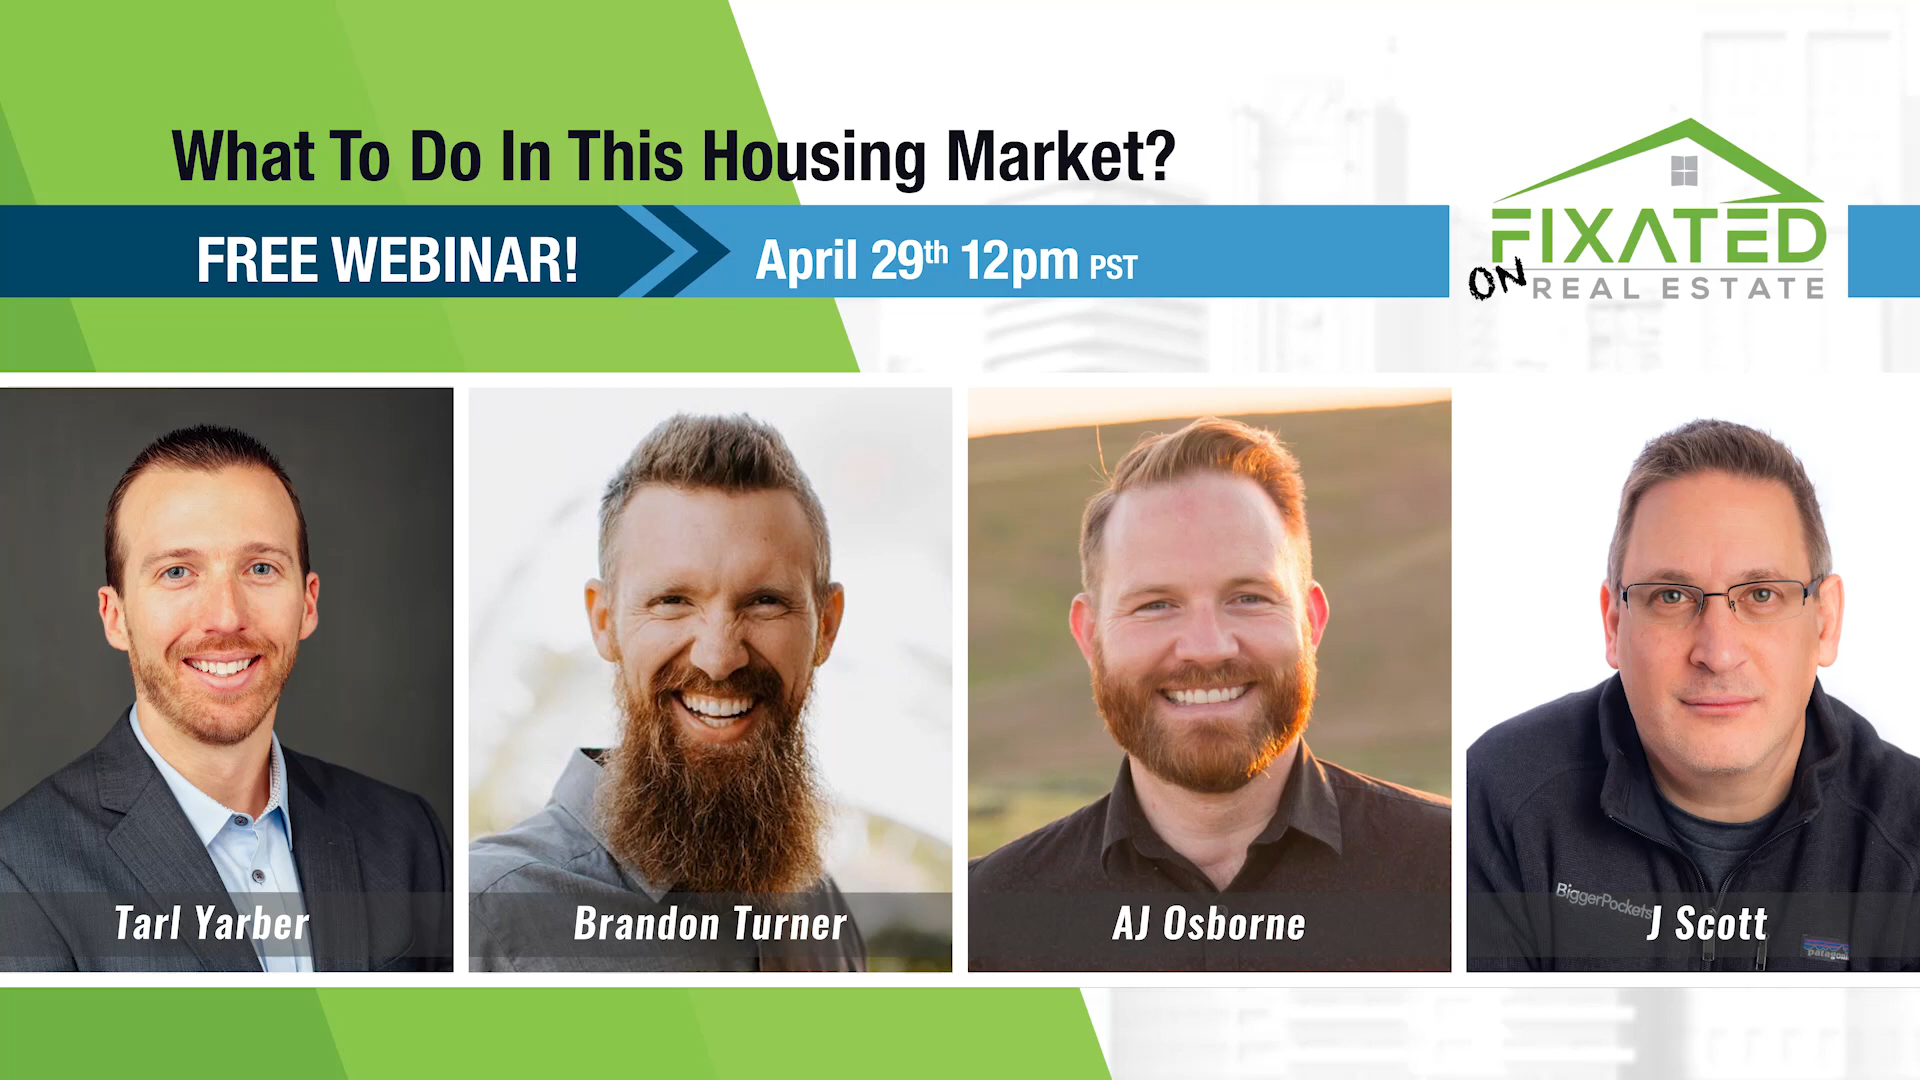 What To Do In This Housing Market?
FREE WEBINAR!
April 29th 12pm PST
FIXATED
ON REAL ESTATE
Tarl Yarber
Brandon Turner
AJ Osborne
BiggerPockets
J Scott
patagonia